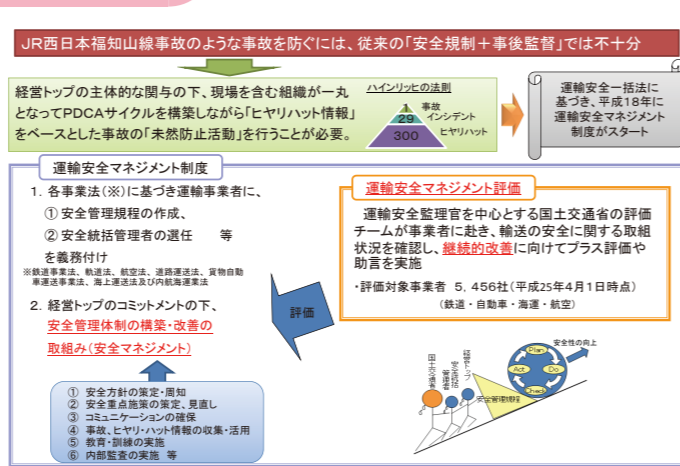 JR西日本福知山線事故のような事故を防ぐには、従来の「安全規制+事後監督」では不十分
経営トップの主体的な関与の下、現場を含む組織が一丸
となってPDCAサイクルを構築しながら「ヒヤリハット情報」
をベースとした事故の「未然防止活動」を行うことが必要。
ハインリッヒの法則
1 事故
29 インシデント
300 ヒヤリハット
運輸安全一括法に
基づき、平成18年に
運輸安全マネジメント
制度がスタート
運輸安全マネジメント制度
1. 各事業法(※)に基づき運輸事業者に、
① 安全管理規程の作成、
② 安全統括管理者の選任 等
を義務付け
※鉄道事業法、軌道法、航空法、道路運送法、貨物自動
車運送事業法、海上運送法及び内航海運業法
2. 経営トップのコミットメントの下、
安全管理体制の構築・改善の
取組み(安全マネジメント)
① 安全方針の策定・周知
② 安全重点施策の策定、見直し
③ コミュニケーションの確保
④ 事故、ヒヤリ・ハット情報の収集・活用
⑤ 教育・訓練の実施
⑥ 内部監査の実施 等
評価
運輸安全マネジメント評価
運輸安全監理官を中心とする国土交通省の評価
チームが事業者に赴き、輸送の安全に関する取組
状況を確認し、継続的改善に向けてプラス評価や
助言を実施
・評価対象事業者 5,456社(平成25年4月1日時点)
(鉄道・自動車・海運・航空)
国土交通省
安全統括管理者
経営トップ
安全管理規程
Plan
Do
Check
Act
安全性の向上